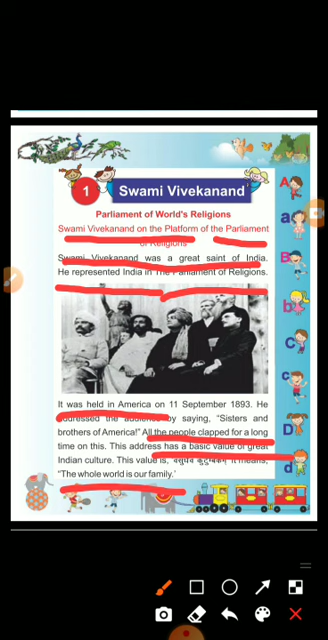 1
Swami Vivekanand
Parliament of World's Religions
Swami Vivekanand on the Platform of the Parliament
of Religions
Swami Vivekanand was a great saint of India.
He represented India in The Parliament of Religions.
It was held in America on 11 September 1893. He
addressed the audience by saying, “Sisters and
brothers of America!” All the people clapped for a long
time on this. This address has a basic value of great
Indian culture. This value is, 'वसुधैव कुटुम्बकम्' It means,
‘The whole world is our family.’
A
a
B
b
C
c
D
d